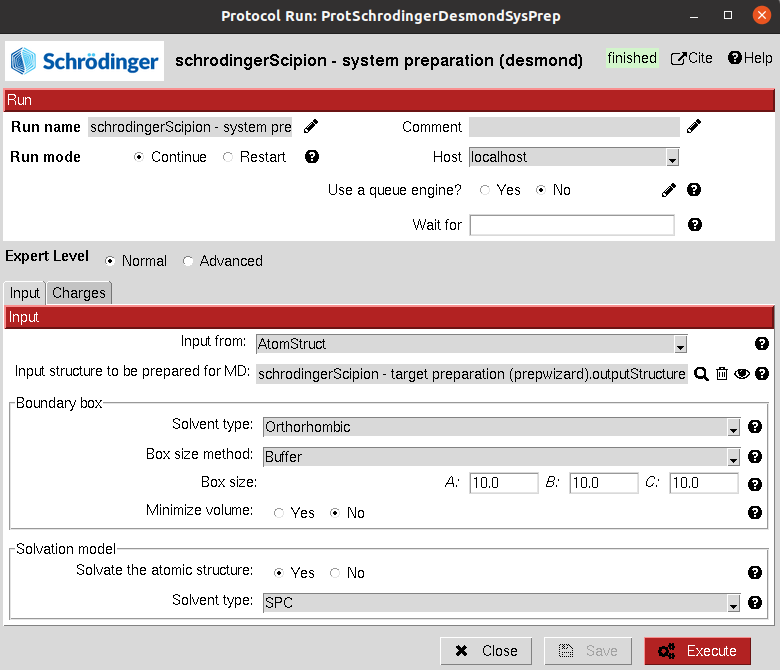 Protocol Run: ProtSchrodingerDesmondSysPrep
Schrödinger schrodingerScipion - system preparation (desmond) finished Cite Help
Run
Run name schrodingerScipion - system pre Comment
Run mode Continue Restart Host localhost
Use a queue engine? Yes No
Wait for
Expert Level Normal Advanced
Input Charges
Input
Input from: AtomStruct
Input structure to be prepared for MD: schrodingerScipion - target preparation (prepwizard).outputStructure
Boundary box
Solvent type: Orthorhombic
Box size method: Buffer
Box size: A: 10.0 B: 10.0 C: 10.0
Minimize volume: Yes No
Solvation model
Solvate the atomic structure: Yes No
Solvent type: SPC
Close Save Execute